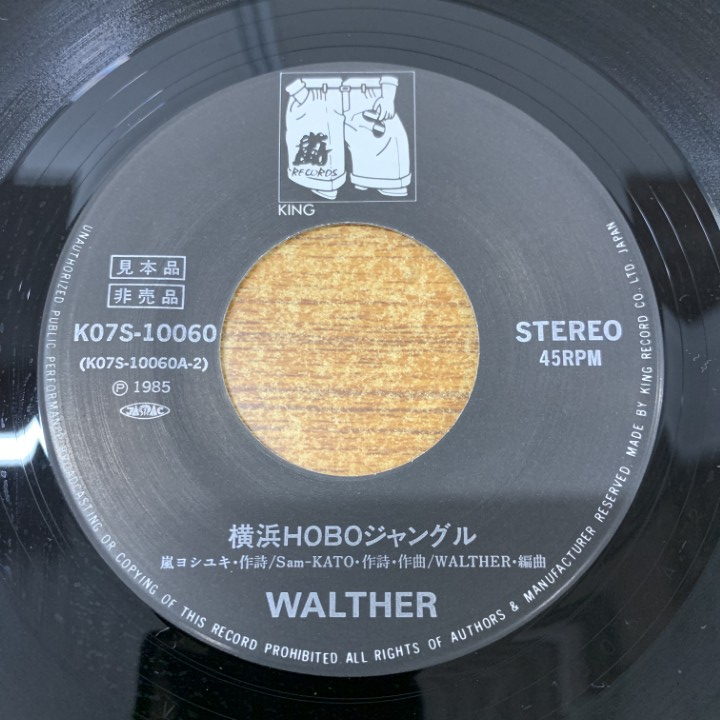 嵐
RECORDS
KING
見本品
非売品
K07S-10060
(K07S-10060A-2)
Ⓟ 1985
JASRAC
STEREO
45RPM
横浜HOBOジャングル
嵐ヨシユキ・作詩/Sam-KATO・作詩・作曲/WALTHER・編曲
WALTHER
UNAUTHORIZED PUBLIC PERFORMANCE BROADCASTING OR COPYING OF THIS RECORD PROHIBITED. ALL RIGHTS OF AUTHORS & MANUFACTURER RESERVED. MADE BY KING RECORD CO. LTD. JAPAN